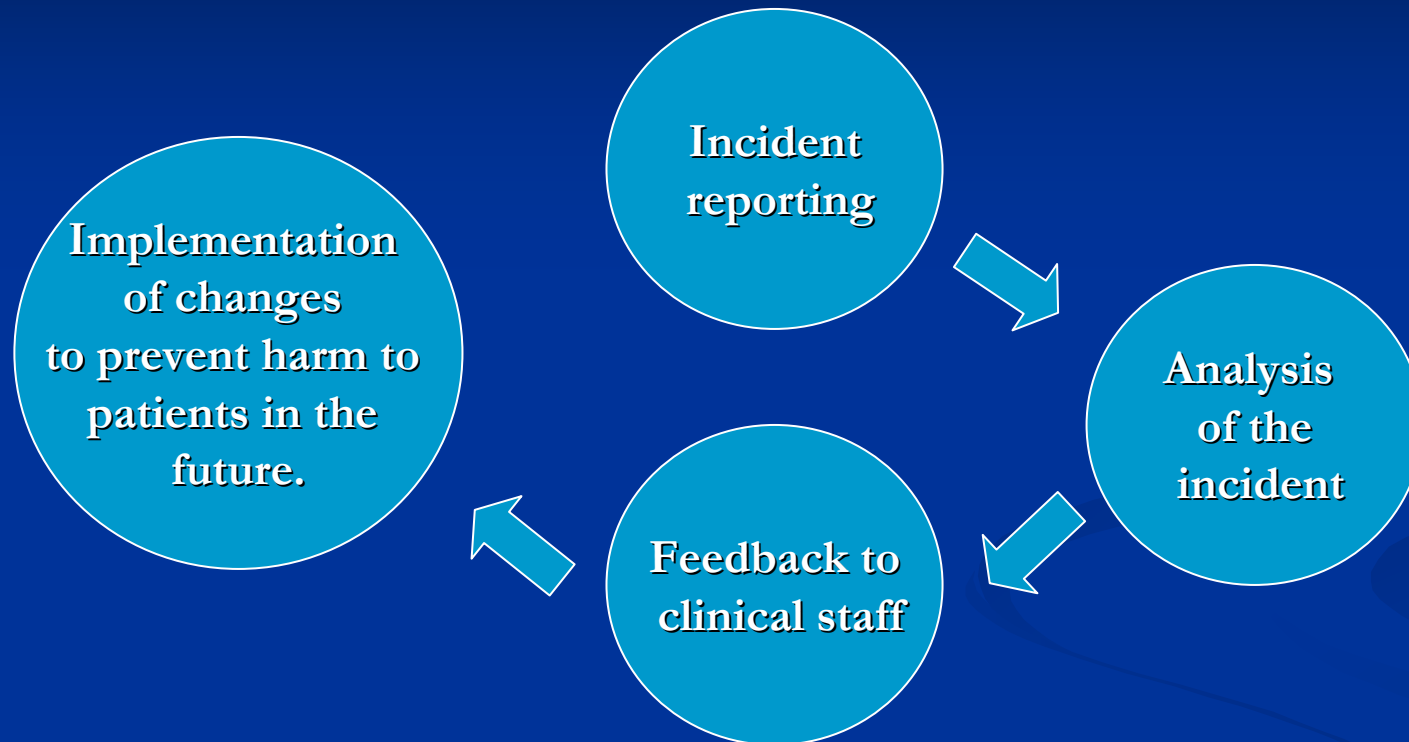 Incident
reporting
Analysis
of the
incident
Feedback to
clinical staff
Implementation
of changes
to prevent harm to
patients in the
future.